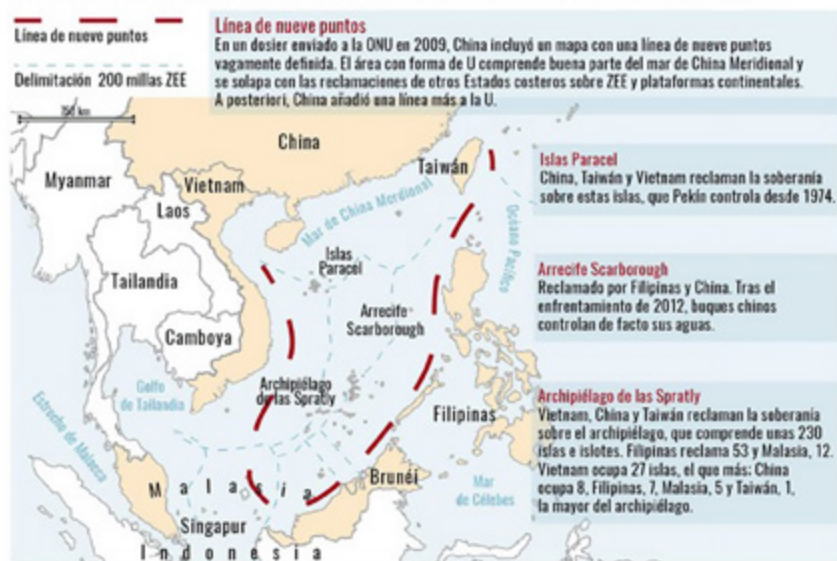 Línea de nueve puntos
Delimitación 200 millas ZEE
Línea de nueve puntos
En un dosier enviado a la ONU en 2009, China incluyó un mapa con una línea de nueve puntos
vagamente definida. El área con forma de U comprende buena parte del mar de China Meridional y
se solapa con las reclamaciones de otros Estados costeros sobre ZEE y plataformas continentales.
A posteriori, China añadió una línea más a la U.
150 km
China
Taiwán
Myanmar
Vietnam
Laos
Mar de China Merdional
Océano Pacífico
Islas
Paracel
Tailandia
Arrecife
Scarborough
Camboya
Golfo
de Tailandia
Archipiélago
de las Spratly
Estrecho de Malacca
Filipinas
Malasia
Brunéi
Mar
de Célebes
Singapur
Indonesia
Islas Paracel
China, Taiwán y Vietnam reclaman la soberanía
sobre estas islas, que Pekín controla desde 1974.
Arrecife Scarborough
Reclamado por Filipinas y China. Tras el
enfrentamiento de 2012, buques chinos
controlan de facto sus aguas.
Archipiélago de las Spratly
Vietnam, China y Taiwán reclaman la soberanía
sobre el archipiélago, que comprende unas 230
islas e islotes. Filipinas reclama 53 y Malasia, 12.
Vietnam ocupa 27 islas, el que más; China
ocupa 8, Filipinas, 7, Malasia, 5 y Taiwán, 1,
la mayor del archipiélago.